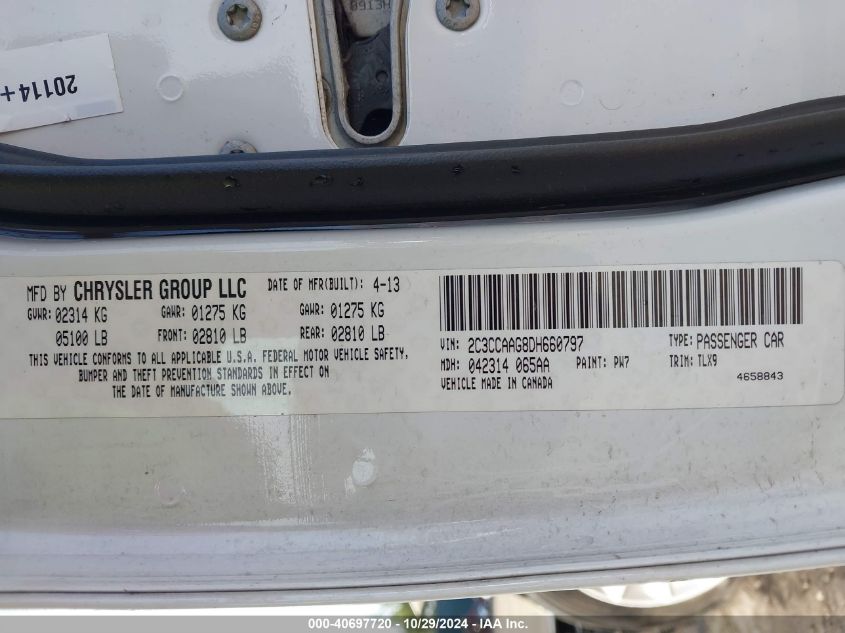 8913H
20114+
MFD BY CHRYSLER GROUP LLC DATE OF MFR(BUILT): 4-13
GVWR: 02314 KG GAWR: 01275 KG GAWR: 01275 KG
05100 LB FRONT: 02810 LB REAR: 02810 LB
THIS VEHICLE CONFORMS TO ALL APPLICABLE U.S.A. FEDERAL MOTOR VEHICLE SAFETY,
BUMPER AND THEFT PREVENTION STANDARDS IN EFFECT ON
THE DATE OF MANUFACTURE SHOWN ABOVE.
VIN: 2C3CCAAG8DH660797 TYPE: PASSENGER CAR
MDH: 042314 065AA PAINT: PW7 TRIM: TLX9
VEHICLE MADE IN CANADA 4658843
000-40697720 - 10/29/2024 - IAA Inc.